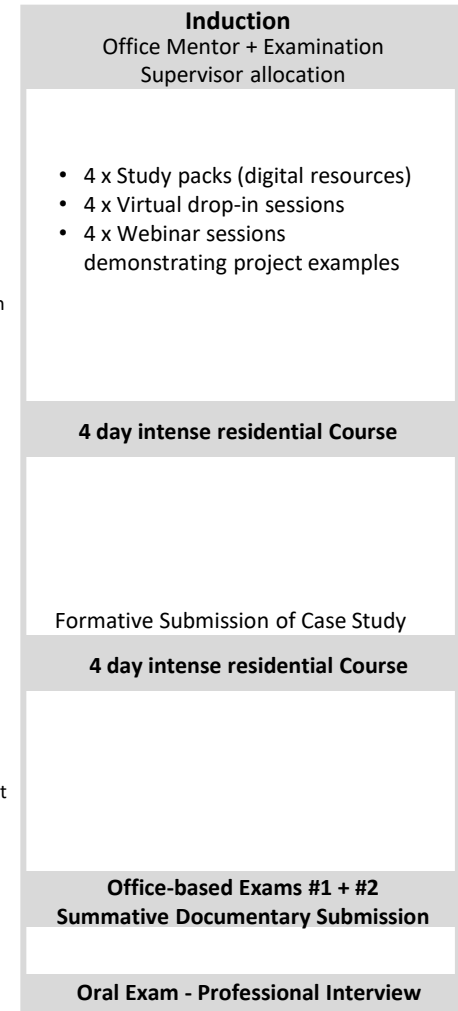 Induction
Office Mentor + Examination
Supervisor allocation
• 4 x Study packs (digital resources)
• 4 x Virtual drop-in sessions
• 4 x Webinar sessions
demonstrating project examples
4 day intense residential Course
Formative Submission of Case Study
4 day intense residential Course
Office-based Exams #1 + #2
Summative Documentary Submission
Oral Exam - Professional Interview